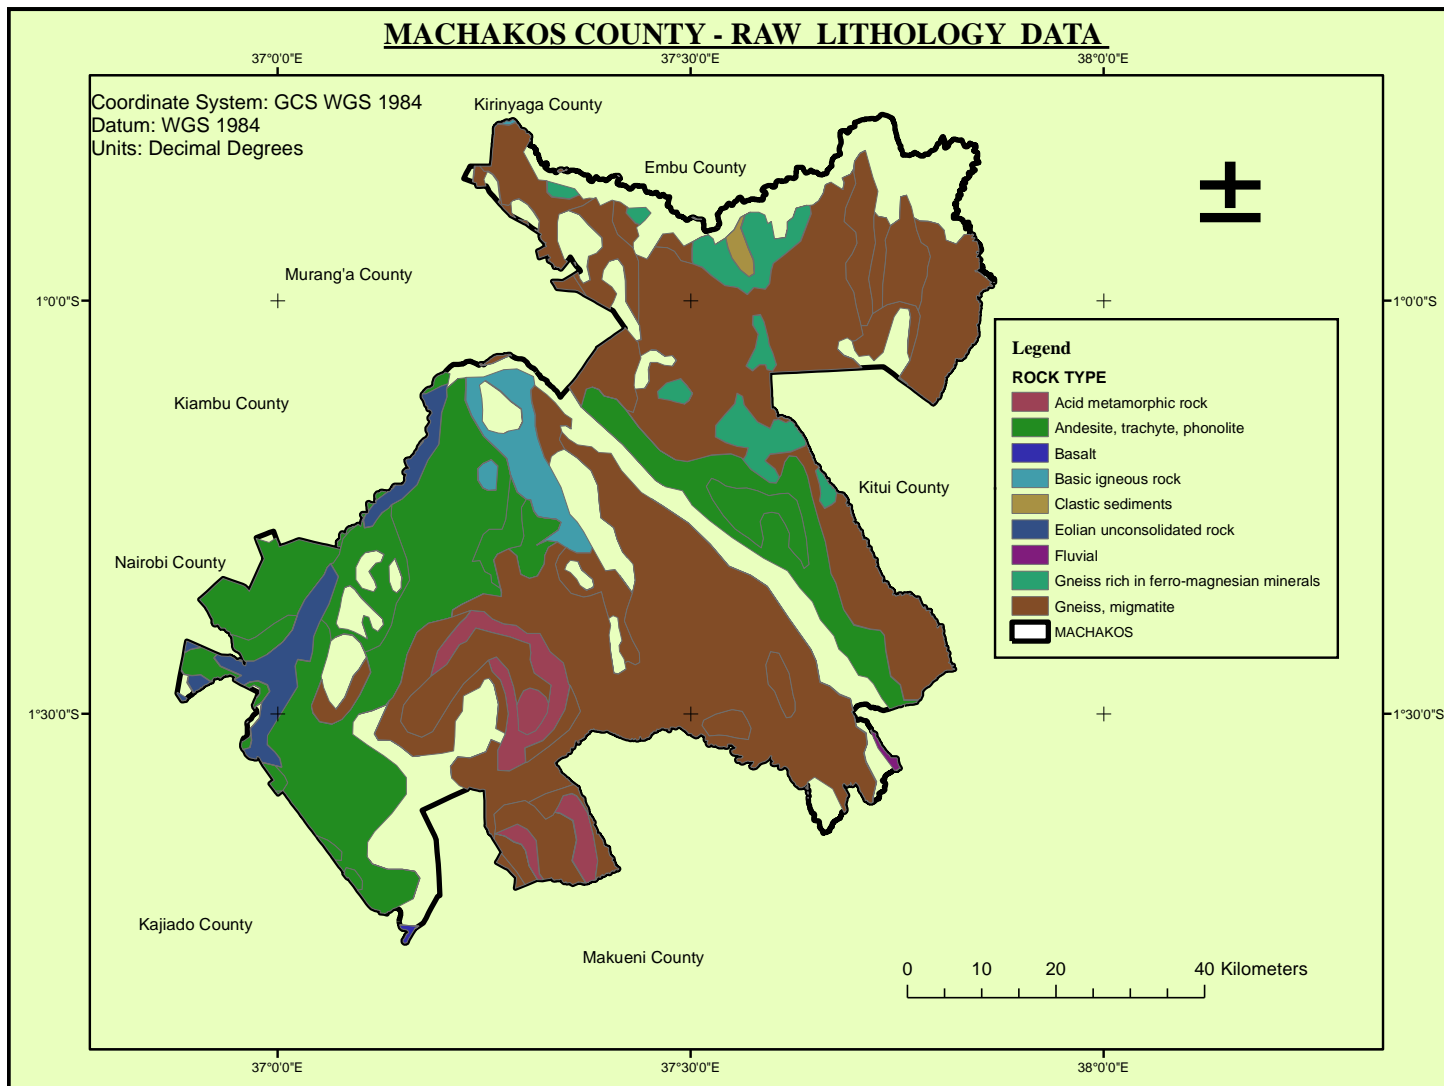 MACHAKOS COUNTY - RAW LITHOLOGY DATA
37°0'0"E
37°30'0"E
38°0'0"E
Coordinate System: GCS WGS 1984
Datum: WGS 1984
Units: Decimal Degrees
Kirinyaga County
Embu County
Murang'a County
1°0'0"S
1°0'0"S
Kiambu County
Kitui County
Nairobi County
Legend
ROCK TYPE
Acid metamorphic rock
Andesite, trachyte, phonolite
Basalt
Basic igneous rock
Clastic sediments
Eolian unconsolidated rock
Fluvial
Gneiss rich in ferro-magnesian minerals
Gneiss, migmatite
MACHAKOS
1°30'0"S
1°30'0"S
Kajiado County
Makueni County
0 10 20 40 Kilometers
37°0'0"E
37°30'0"E
38°0'0"E